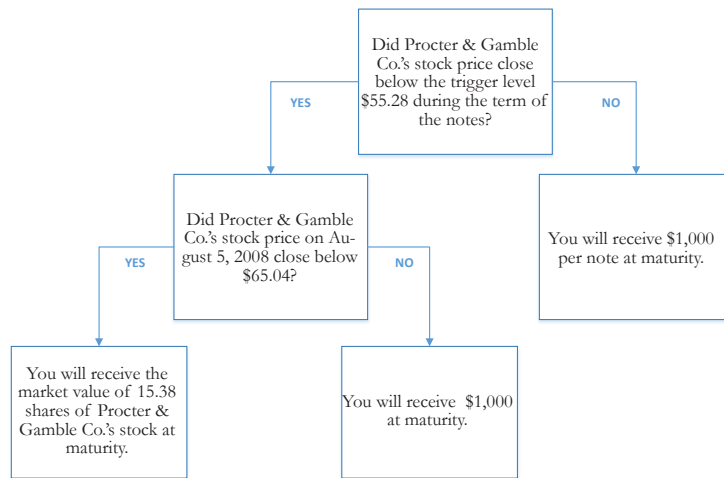 Did Procter & Gamble
Co.'s stock price close
below the trigger level
$55.28 during the term of
the notes?
YES
NO
Did Procter & Gamble
Co.'s stock price on Au-
gust 5, 2008 close below
$65.04?
You will receive $1,000
per note at maturity.
YES
NO
You will receive the
market value of 15.38
shares of Procter &
Gamble Co.'s stock at
maturity.
You will receive $1,000
at maturity.